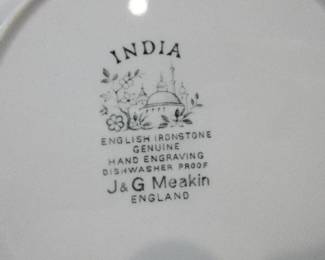 INDIA
ENGLISH IRONSTONE
GENUINE
HAND ENGRAVING
DISHWASHER PROOF
J&G Meakin
ENGLAND